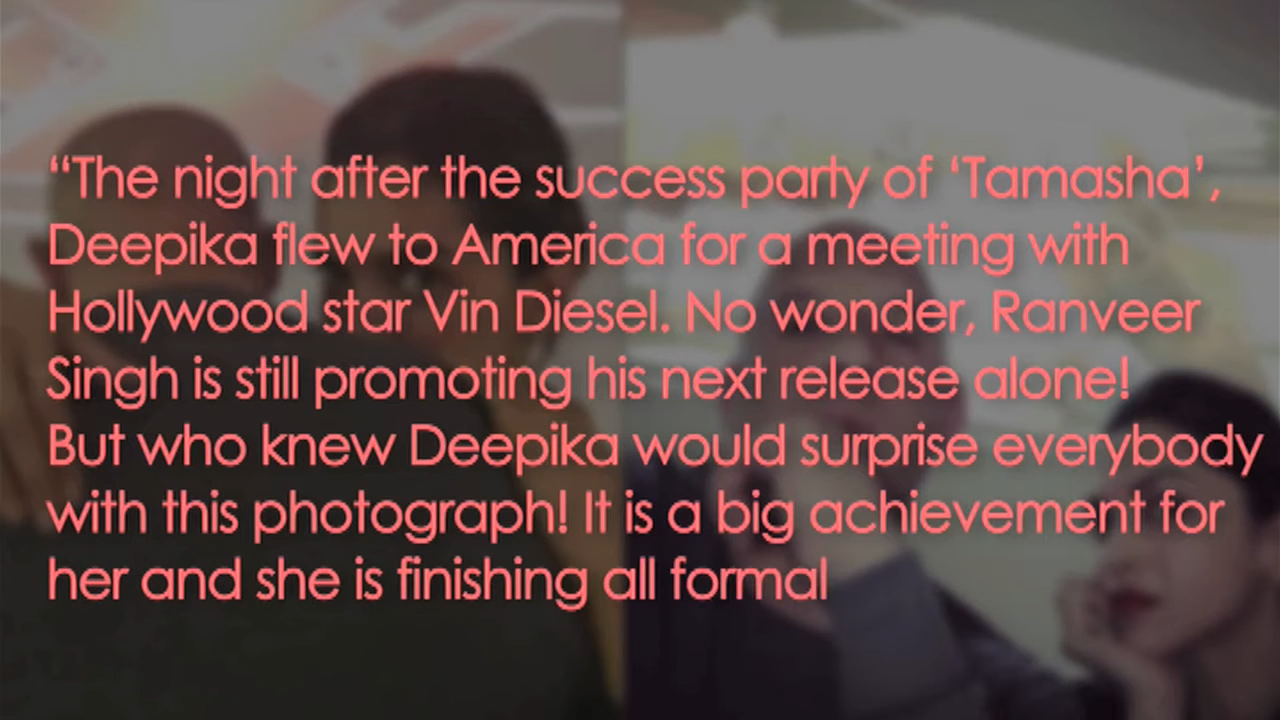 “The night after the success party of ‘Tamasha’,
Deepika flew to America for a meeting with
Hollywood star Vin Diesel. No wonder, Ranveer
Singh is still promoting his next release alone!
But who knew Deepika would surprise everybody
with this photograph! It is a big achievement for
her and she is finishing all formal